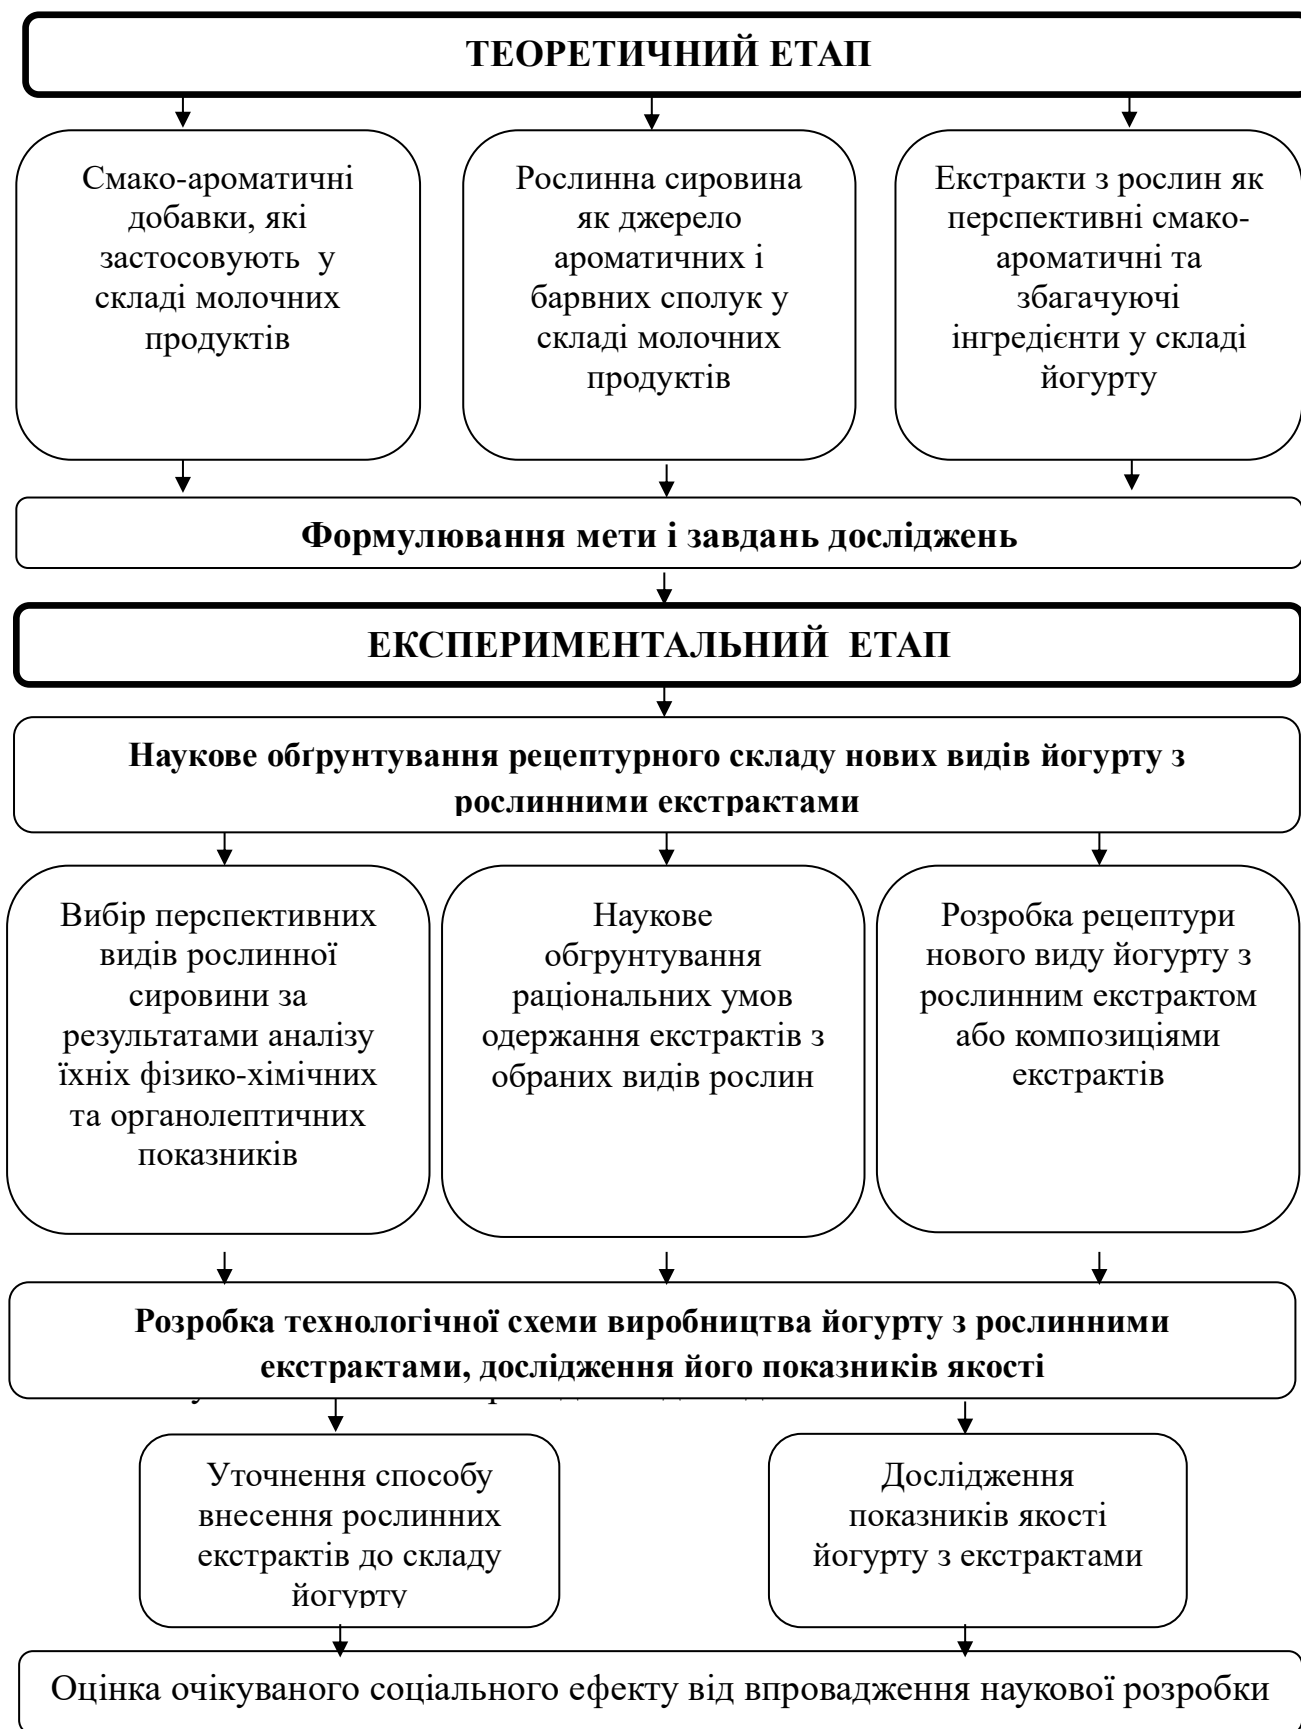 ТЕОРЕТИЧНИЙ ЕТАП
Смако-ароматичні
добавки, які
застосовують у
складі молочних
продуктів
Рослинна сировина
як джерело
ароматичних і
барвних сполук у
складі молочних
продуктів
Екстракти з рослин як
перспективні смако-
ароматичні та
збагачуючі
інгредієнти у складі
йогурту
Формулювання мети і завдань досліджень
ЕКСПЕРИМЕНТАЛЬНИЙ ЕТАП
Наукове обґрунтування рецептурного складу нових видів йогурту з
рослинними екстрактами
Вибір перспективних
видів рослинної
сировини за
результатами аналізу
їхніх фізико-хімічних
та органолептичних
показників
Наукове
обгрунтування
раціональних умов
одержання екстрактів з
обраних видів рослин
Розробка рецептури
нового виду йогурту з
рослинним екстрактом
або композиціями
екстрактів
Розробка технологічної схеми виробництва йогурту з рослинними
екстрактами, дослідження його показників якості
Уточнення способу
внесення рослинних
екстрактів до складу
йогурту
Дослідження
показників якості
йогурту з екстрактами
Оцінка очікуваного соціального ефекту від впровадження наукової розробки